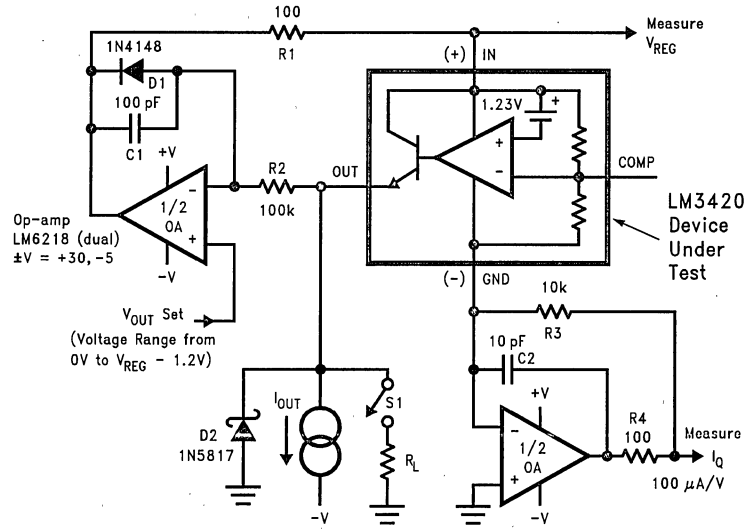 100
R1
Measure
V_REG
(+) IN
1N4148
D1
100 pF
C1
1.23V
+
+
-
OUT
COMP
R2
100k
+V
-
1/2
OA
+
-V
Op-amp
LM6218 (dual)
±V = +30,-5
LM3420
Device
Under
Test
(-) GND
V_OUT Set
(Voltage Range from
0V to V_REG - 1.2V)
10k
R3
10 pF
C2
I_OUT
S1
D2
1N5817
R_L
-V
+V
-
1/2
OA
+
-V
R4
100
Measure
I_Q
100 μA/V